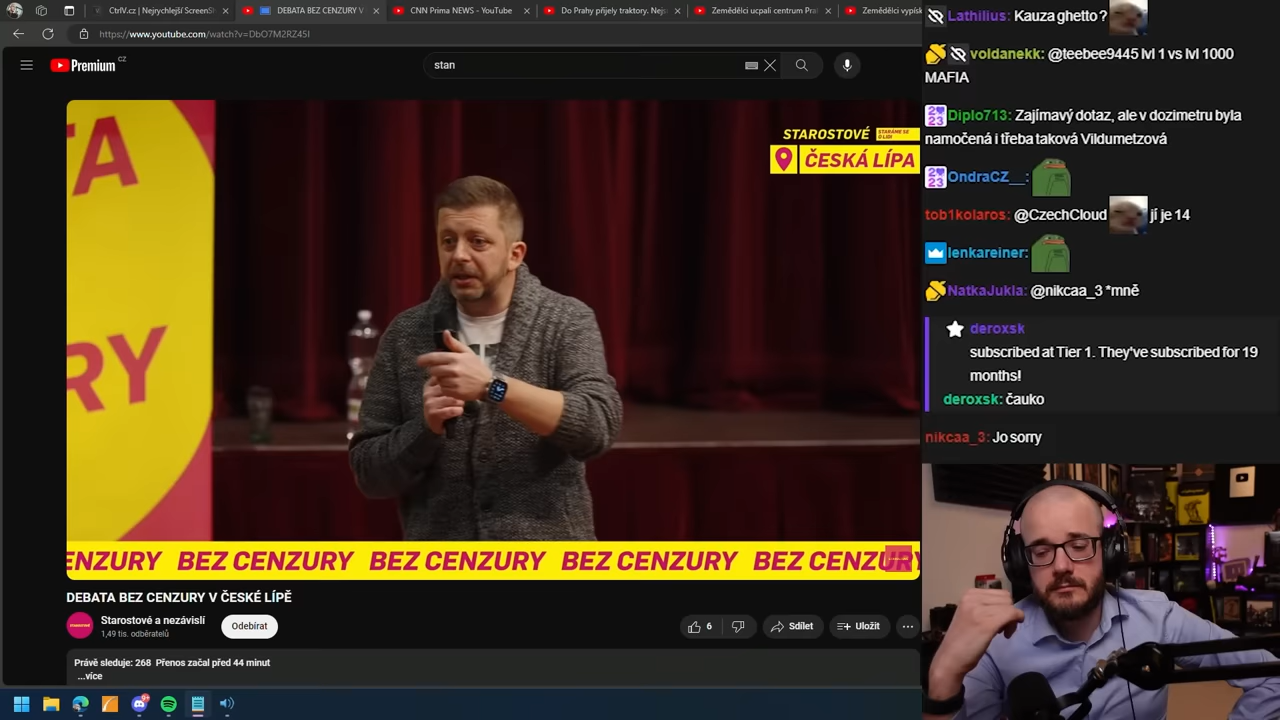 CtrlV.cz | Nejrychlejší ScreenSh
DEBATA BEZ CENZURY V
CNN Prima NEWS - YouTube
Do Prahy přijely traktory.
Zemědělci ucpali centrum
Zemědělci
https://www.youtube.com/watch?v=DbO7M2RZ45I
Premium CZ
stan
TA
RY
STAROSTOVÉ
STARÁME SE
O LIDI
ČESKÁ LÍPA
ENZURY BEZ CENZURY BEZ CENZURY BEZ CENZURY BEZ CENZURY
DEBATA BEZ CENZURY V ČESKÉ LÍPĚ
Starostové a nezávislí
1,49 tis. odběratelů
Odebírat
6
Sdílet
Uložit
Právě sleduje: 268 Přenos začal před 44 minut
...více
Lathilius: Kauza ghetto ?
voldanekk: @teebee9445 lvl 1 vs lvl 1000
MAFIA
Diplo713: Zajímavý dotaz, ale v dozimetru byla
namočená i třeba taková Vildumetzová
OndraCZ__:
tob1kolaros: @CzechCloud jí je 14
lenkareiner:
NatkaJukla: @nikcaa_3 *mně
deroxsk
subscribed at Tier 1. They've subscribed for 19
months!
deroxsk: čauko
nikcaa_3: Jo sorry